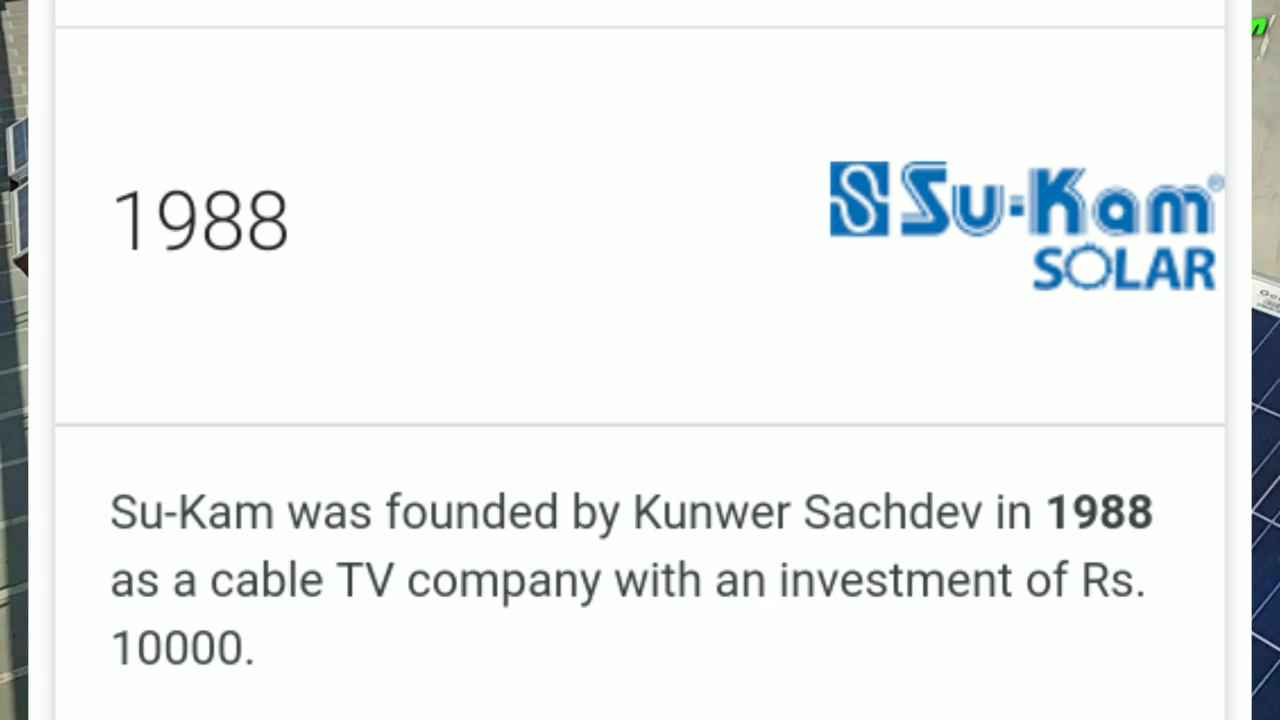 1988
Su-Kam®
SOLAR
Su-Kam was founded by Kunwer Sachdev in 1988
as a cable TV company with an investment of Rs.
10000.